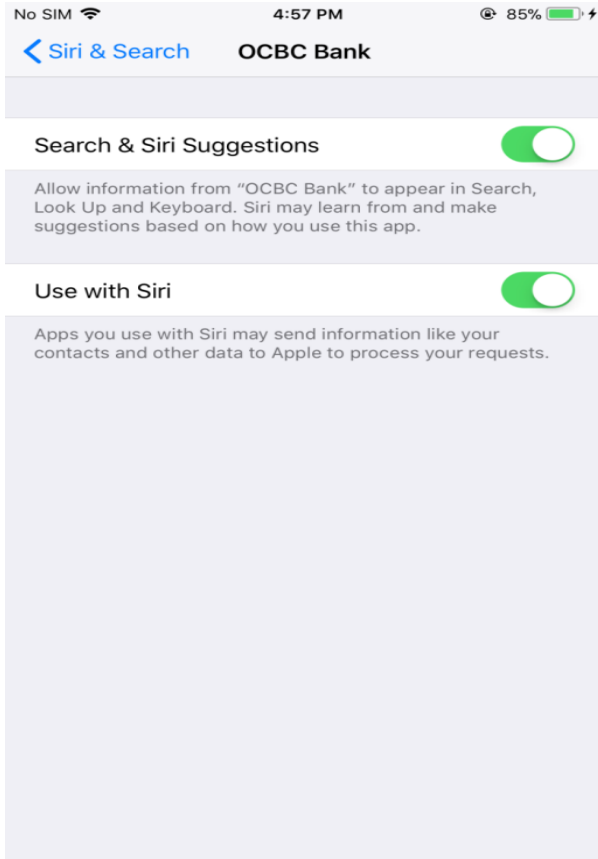 No SIM 4:57 PM 85%
Siri & Search OCBC Bank
Search & Siri Suggestions
Allow information from “OCBC Bank” to appear in Search,
Look Up and Keyboard. Siri may learn from and make
suggestions based on how you use this app.
Use with Siri
Apps you use with Siri may send information like your
contacts and other data to Apple to process your requests.